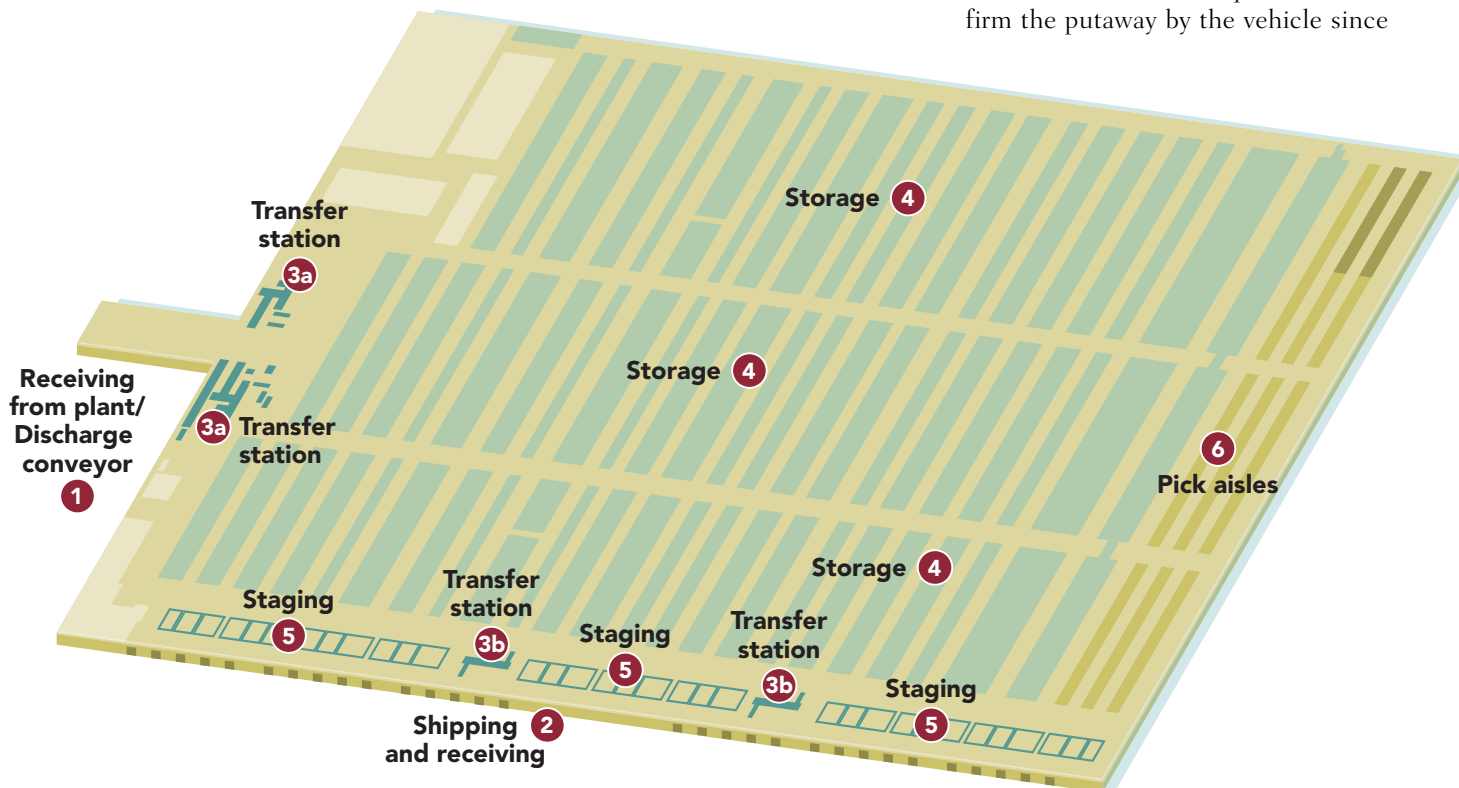 firm the putaway by the vehicle since
Storage 4
Transfer
station
3a
Storage 4
Receiving
from plant/
Discharge
conveyor
1
3a Transfer
station
6
Pick aisles
Storage 4
Transfer
station
3b
Staging
5
Staging
5
Transfer
station
3b
Staging
5
Shipping 2
and receiving